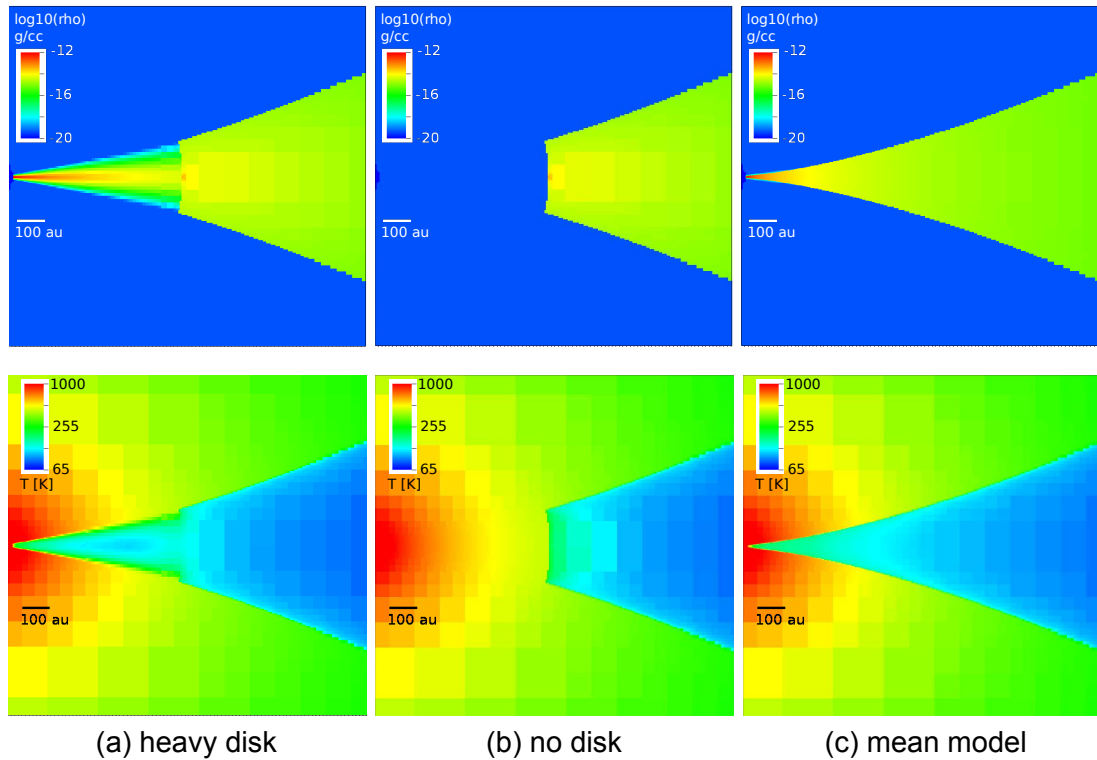 log10(rho)
g/cc
-12
-16
-20
100 au
log10(rho)
g/cc
-12
-16
-20
100 au
log10(rho)
g/cc
-12
-16
-20
100 au
1000
255
65
T [K]
100 au
1000
255
65
T [K]
100 au
1000
255
65
T [K]
100 au
(a) heavy disk
(b) no disk
(c) mean model